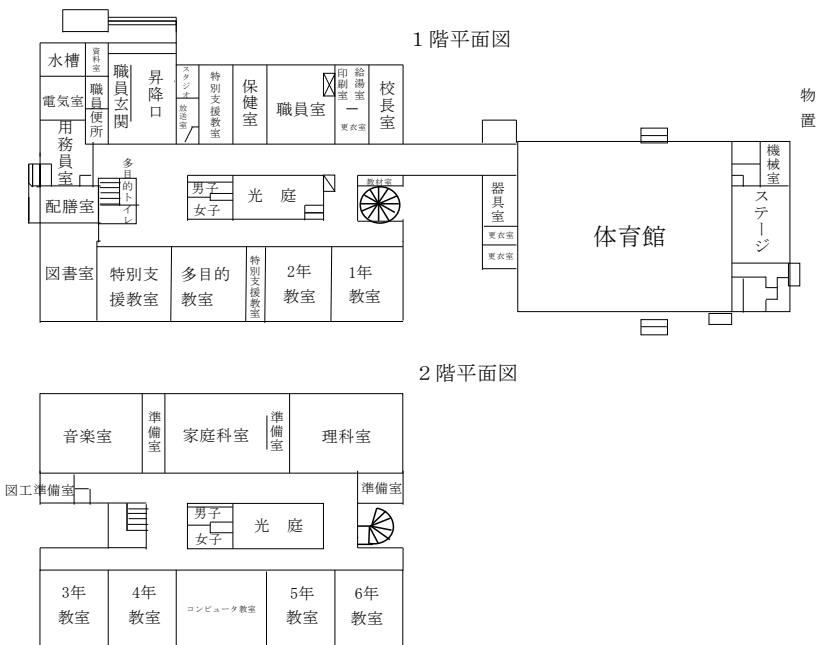 1階平面図
水槽
資料室
職員玄関
昇降口
スタジオ
特別支援教室
保健室
職員室
印刷室
給湯室
校長室
物置
電気室
職員便所
放送室
更衣室
用務員室
多目的トイレ
男子
女子
光庭
教材室
器具室
更衣室
更衣室
体育館
機械室
ステージ
配膳室
図書室
特別支援教室
多目的教室
特別支援教室
2年教室
1年教室
2階平面図
音楽室
準備室
家庭科室
準備室
理科室
図工準備室
準備室
男子
女子
光庭
3年教室
4年教室
コンピュータ教室
5年教室
6年教室